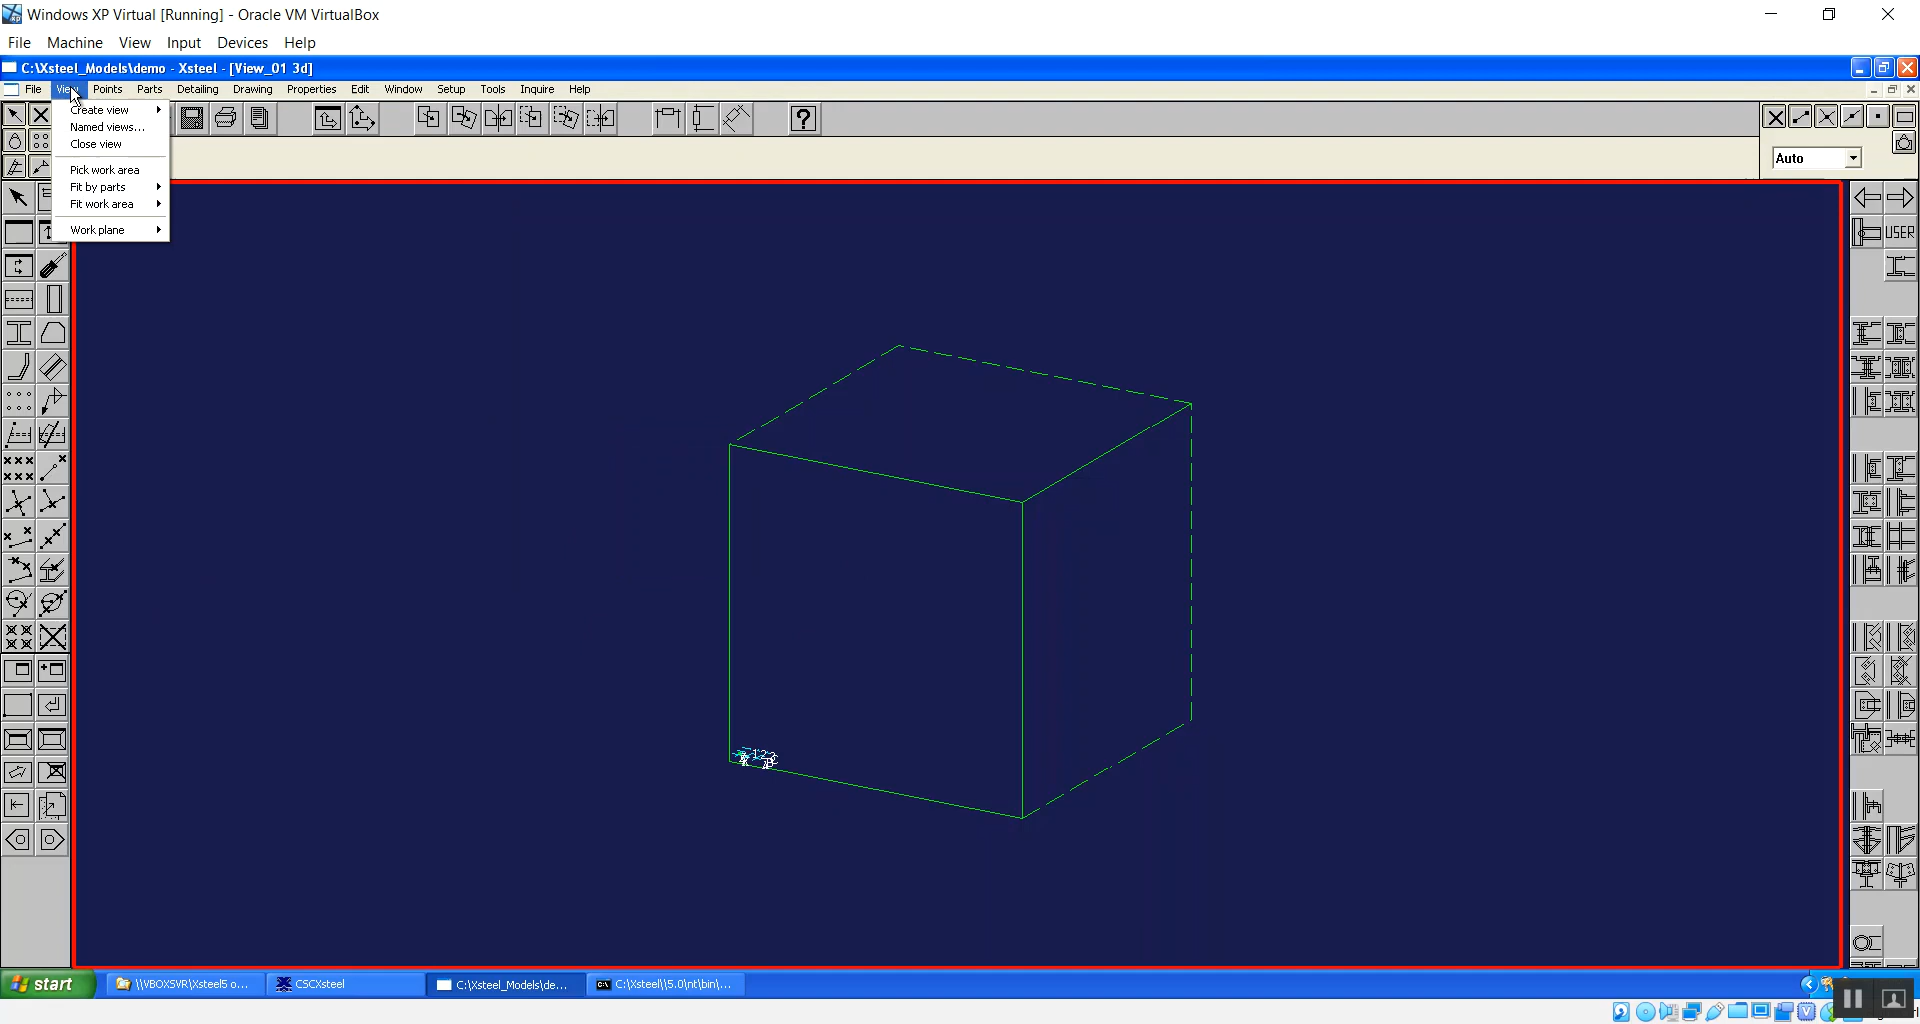 Windows XP Virtual [Running] - Oracle VM VirtualBox
File Machine View Input Devices Help
C:\Xsteel_Models\demo - Xsteel - [View_01 3d]
File View Points Parts Detailing Drawing Properties Edit Window Setup Tools Inquire Help
Create view
Named views...
Close view
Pick work area
Fit by parts
Fit work area
Work plane
Auto
USER
start
\\VBOXSVR\Xsteel5 o...
CSCXsteel
C:\Xsteel_Models\de...
C:\Xsteel\\5.0\nt\bin\...